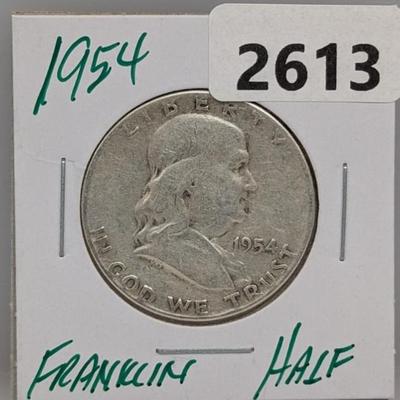 1954
2613
LIBERTY
1954
IN GOD WE TRUST
FRANKLIN HALF